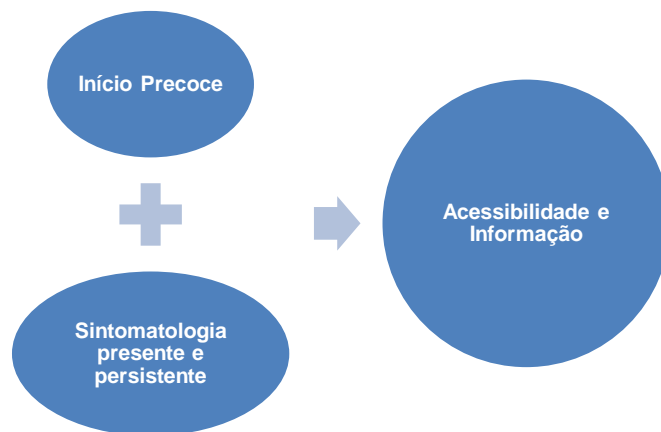 Início Precoce
Sintomatologia
presente e
persistente
Acessibilidade e
Informação